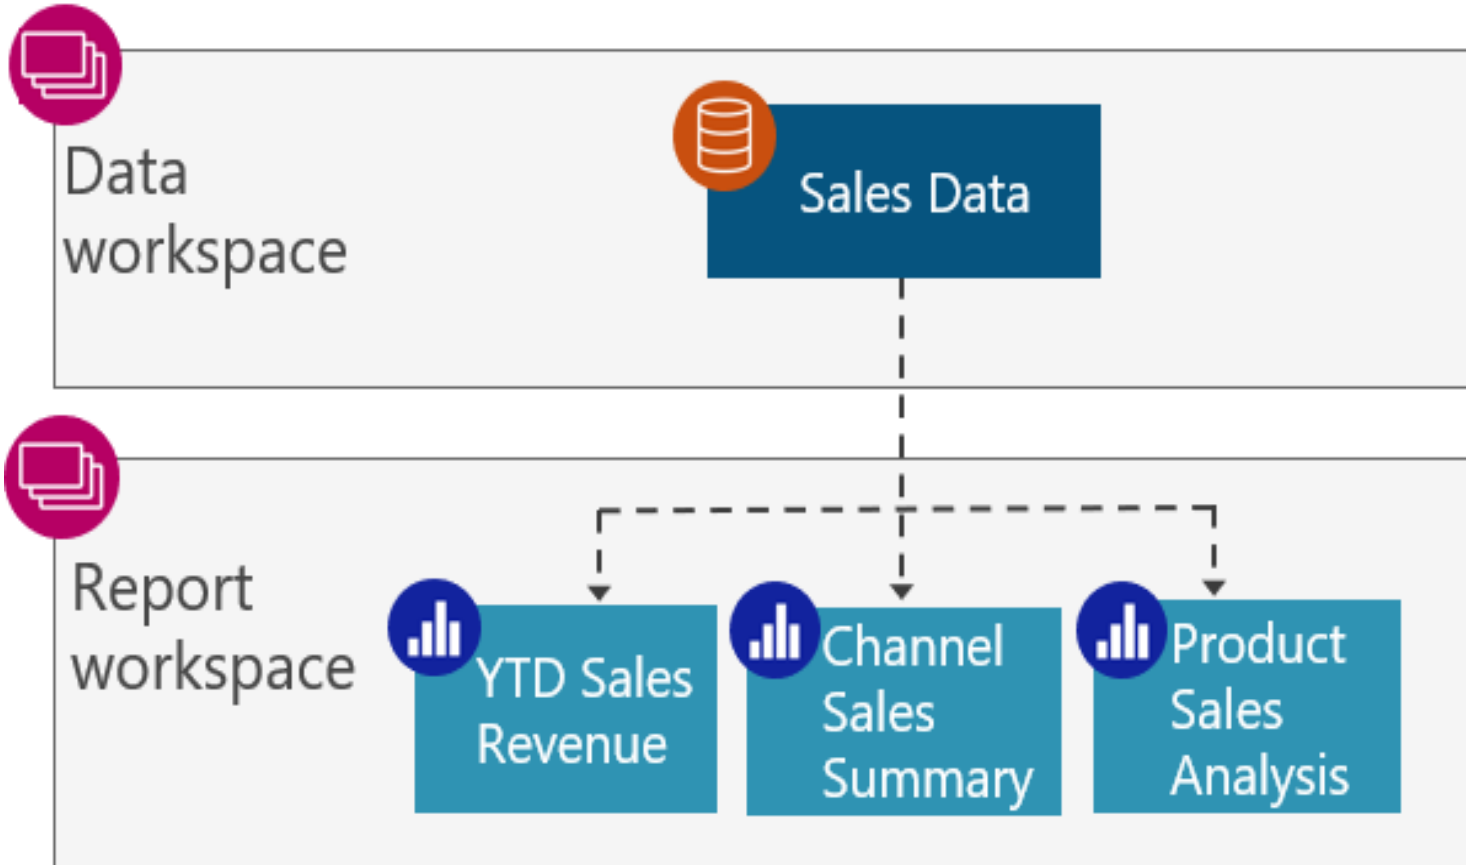 Data
workspace
Sales Data
Report
workspace
YTD Sales
Revenue
Channel
Sales
Summary
Product
Sales
Analysis